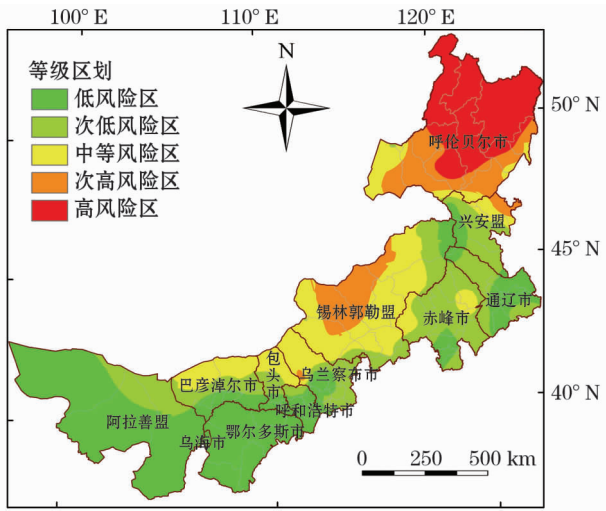 100° E 110° E 120° E
N
等级区划
低风险区
次低风险区
中等风险区
次高风险区
高风险区
50° N
呼伦贝尔市
兴安盟
45° N
锡林郭勒盟
通辽市
赤峰市
包头市
乌兰察布市
巴彦淖尔市
40° N
呼和浩特市
阿拉善盟
鄂尔多斯市
乌海市
0 250 500 km